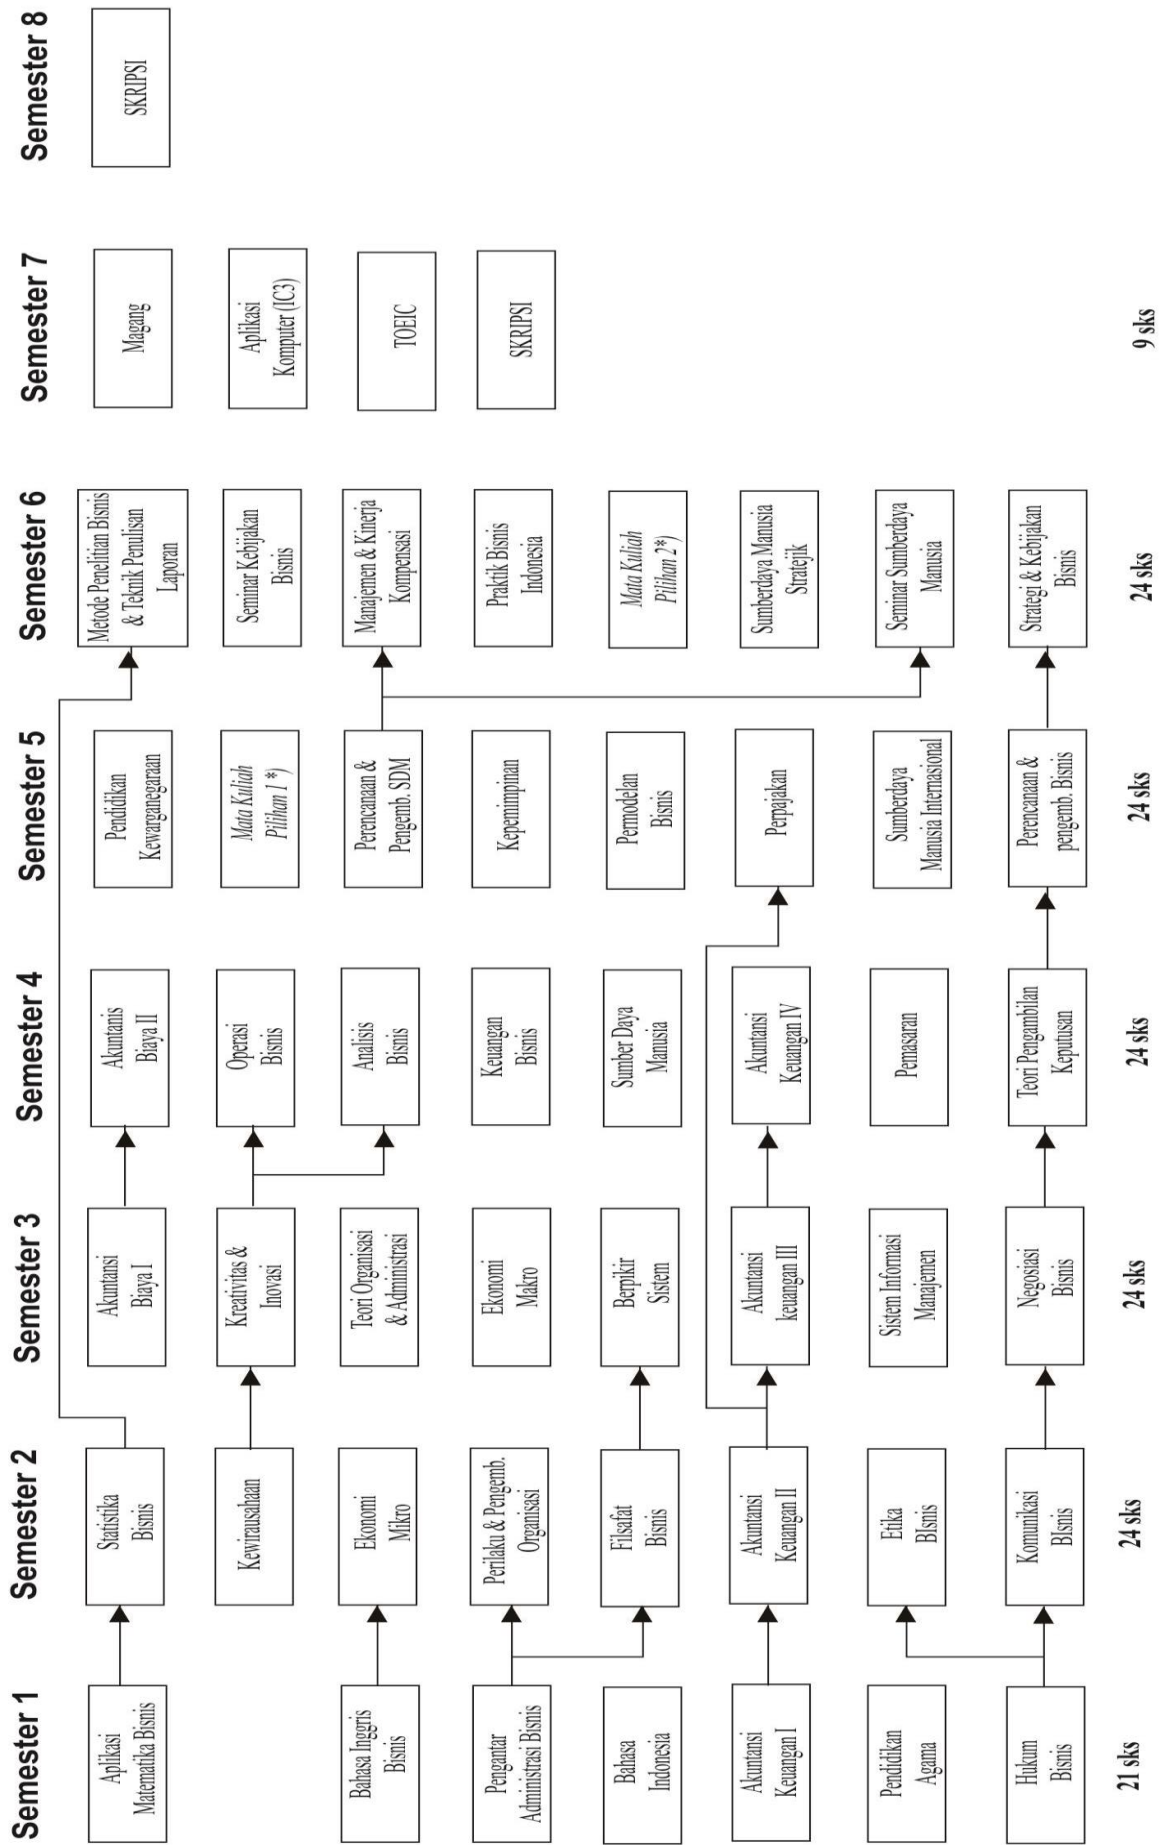 Semester 1
Aplikasi
Matematika Bisnis
Bahasa Inggris
Bisnis
Pengantar
Administrasi Bisnis
Bahasa
Indonesia
Akuntansi
Keuangan I
Pendidikan
Agama
Hukum
Bisnis
21 sks
Semester 2
Statistika
Bisnis
Kewirausahaan
Ekonomi
Mikro
Perilaku & Pengemb.
Organisasi
Filsafat
Bisnis
Akuntansi
Keuangan II
Etika
BIsnis
Komunikasi
BIsnis
24 sks
Semester 3
Akuntansi
Biaya I
Kreativitas &
Inovasi
Teori Organisasi
& Administrasi
Ekonomi
Makro
Berpikir
Sistem
Akuntansi
keuangan III
Sistem Informasi
Manajemen
Negosiasi
Bisnis
24 sks
Semester 4
Akuntanis
Biaya II
Operasi
Bisnis
Analisis
Bisnis
Keuangan
Bisnis
Sumber Daya
Manusia
Akuntansi
Keuangan IV
Pemasaran
Teori Pengambilan
Keputusan
24 sks
Semester 5
Pendidikan
Kewarganegaraan
Mata Kuliah
Pilihan 1*)
Perencanaan &
Pengemb. SDM
Kepemimpinan
Permodelan
Bisnis
Perpajakan
Sumberdaya
Manusia Internasional
Perencanaan &
pengemb. Bisnis
24 sks
Semester 6
Metode Penelitian Bisnis
& Teknik Penulisan
Laporan
Seminar Kebijakan
Bisnis
Manajemen & Kinerja
Kompensasi
Praktik Bisnis
Indonesia
Mata Kuliah
Pilihan 2*)
Sumberdaya Manusia
Stratejik
Seminar Sumberdaya
Manusia
Strategi & Kebijakan
Bisnis
24 sks
Semester 7
Magang
Aplikasi
Komputer (IC3)
TOEIC
SKRIPSI
9 sks
Semester 8
SKRIPSI